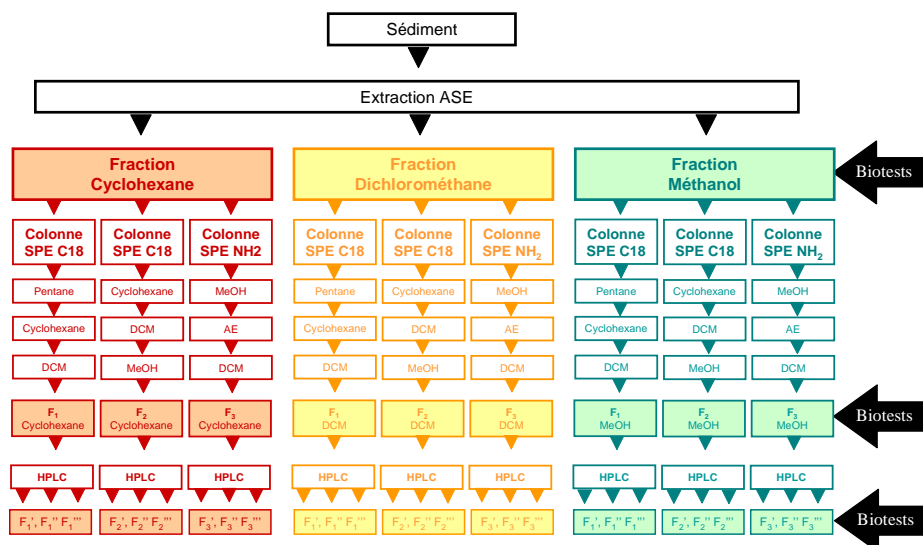 Sédiment
Extraction ASE
Fraction
Cyclohexane
Fraction
Dichlorométhane
Fraction
Méthanol
Biotests
Colonne
SPE C18
Colonne
SPE C18
Colonne
SPE NH2
Colonne
SPE C18
Colonne
SPE C18
Colonne
SPE NH₂
Colonne
SPE C18
Colonne
SPE C18
Colonne
SPE NH₂
Pentane
Cyclohexane
MeOH
Pentane
Cyclohexane
MeOH
Pentane
Cyclohexane
MeOH
Cyclohexane
DCM
AE
Cyclohexane
DCM
AE
Cyclohexane
DCM
AE
DCM
MeOH
DCM
DCM
MeOH
DCM
DCM
MeOH
DCM
F₁
Cyclohexane
F₂
Cyclohexane
F₃
Cyclohexane
F₁
DCM
F₂
DCM
F₃
DCM
F₁
MeOH
F₂
MeOH
F₃
MeOH
Biotests
HPLC
HPLC
HPLC
HPLC
HPLC
HPLC
HPLC
HPLC
HPLC
F₁', F₁'' F₁'''
F₂', F₂'' F₂'''
F₃', F₃'' F₃'''
F₁', F₁'' F₁'''
F₂', F₂'' F₂'''
F₃', F₃'' F₃'''
F₁', F₁'' F₁'''
F₂', F₂'' F₂'''
F₃', F₃'' F₃'''
Biotests